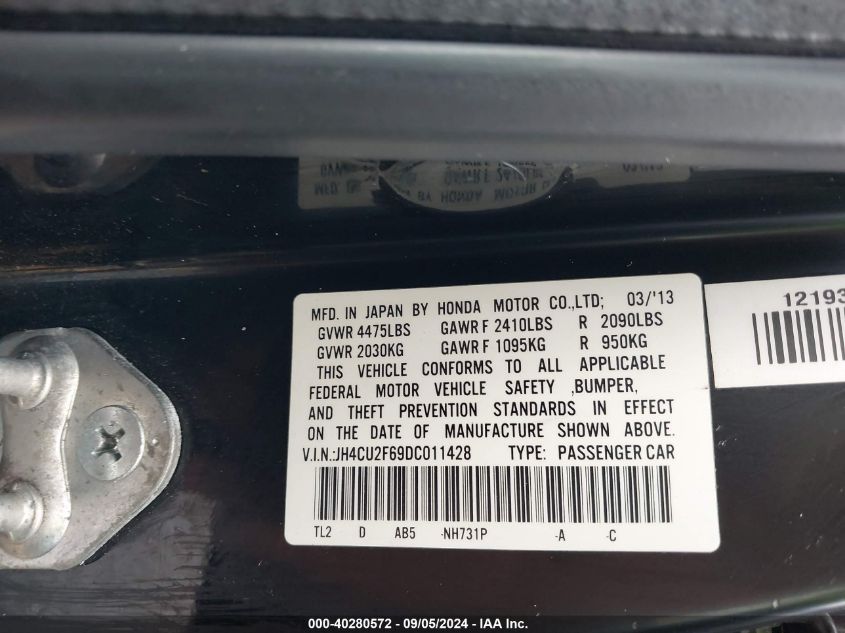 MFD. IN JAPAN BY HONDA MOTOR CO.,LTD; 03/'13
GVWR 4475LBS GAWR F 2410LBS R 2090LBS
GVWR 2030KG GAWR F 1095KG R 950KG
THIS VEHICLE CONFORMS TO ALL APPLICABLE
FEDERAL MOTOR VEHICLE SAFETY ,BUMPER,
AND THEFT PREVENTION STANDARDS IN EFFECT
ON THE DATE OF MANUFACTURE SHOWN ABOVE.
V.I.N.:JH4CU2F69DC011428 TYPE: PASSENGER CAR
TL2 D AB5 -NH731P -A -C
12193
000-40280572 - 09/05/2024 - IAA Inc.